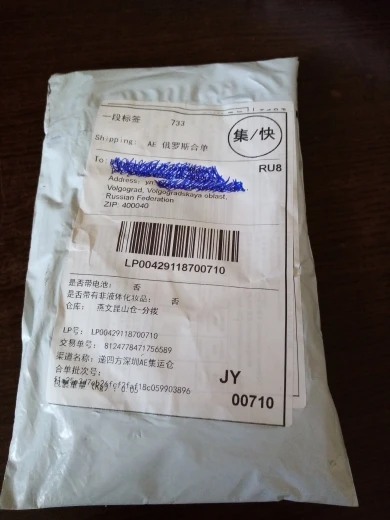 一段标签 733
集/快
Shipping: AE 俄罗斯合单
To:
RU8
Address:
Volgograd, Volgogradskaya oblast,
Russian Federation
ZIP: 400040
LP00429118700710
是否带电池: 否
是否带有非液体化妆品: 否
仓库: 燕文昆山仓-分拨
LP号: LP00429118700710
交易单号: 8124778471756589
渠道名称: 递四方深圳AE集运仓
合单批次号:
JY
00710